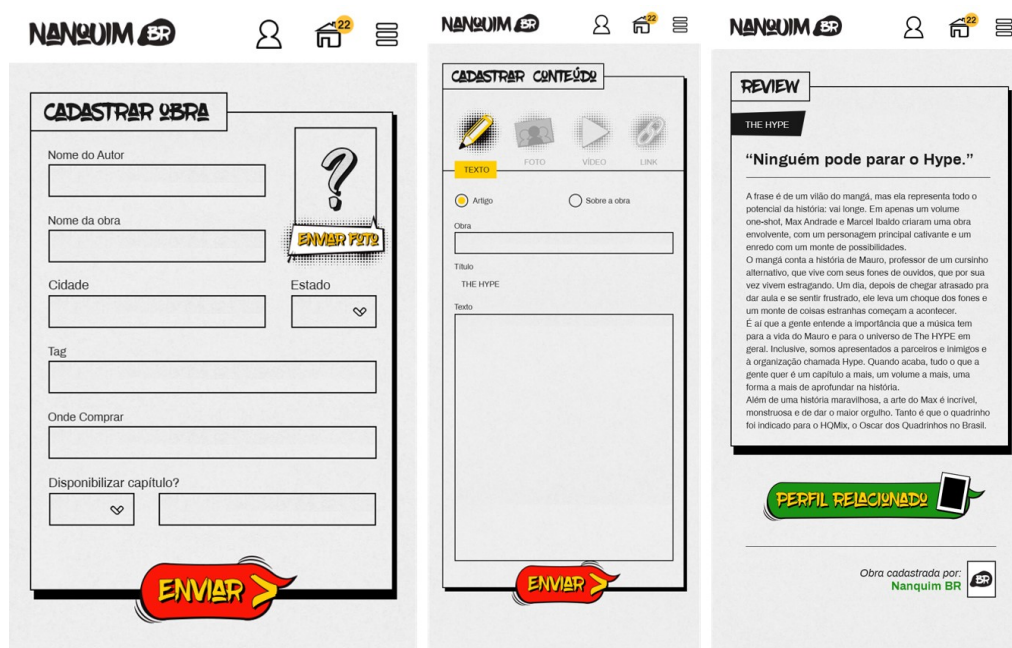 NANQUIM BR
22
CADASTRAR OBRA
Nome do Autor
Nome da obra
ENVIAR FOTO
Cidade
Estado
Tag
Onde Comprar
Disponibilizar capítulo?
ENVIAR
NANQUIM BR
22
CADASTRAR CONTEÚDO
TEXTO
FOTO
VÍDEO
LINK
Artigo
Sobre a obra
Obra
Título
THE HYPE
Texto
ENVIAR
NANQUIM BR
22
REVIEW
THE HYPE
“Ninguém pode parar o Hype.”
A frase é de um vilão do mangá, mas ela representa todo o
potencial da história: vai longe. Em apenas um volume
one-shot, Max Andrade e Marcel Ibaldo criaram uma obra
envolvente, com um personagem principal cativante e um
enredo com um monte de possibilidades.
O mangá conta a história de Mauro, professor de um cursinho
alternativo, que vive com seus fones de ouvidos, que por sua
vez vivem estragando. Um dia, depois de chegar atrasado pra
dar aula e se sentir frustrado, ele leva um choque dos fones e
um monte de coisas estranhas começam a acontecer.
É aí que a gente entende a importância que a música tem
para a vida do Mauro e para o universo de The HYPE em
geral. Inclusive, somos apresentados a parceiros e inimigos e
à organização chamada Hype. Quando acaba, tudo o que a
gente quer é um capítulo a mais, um volume a mais, uma
forma a mais de aprofundar na história.
Além de uma história maravilhosa, a arte do Max é incrível,
monstruosa e de dar o maior orgulho. Tanto é que o quadrinho
foi indicado para o HQMix, o Oscar dos Quadrinhos no Brasil.
PERFIL RELACIONADO
Obra cadastrada por:
Nanquim BR
BR